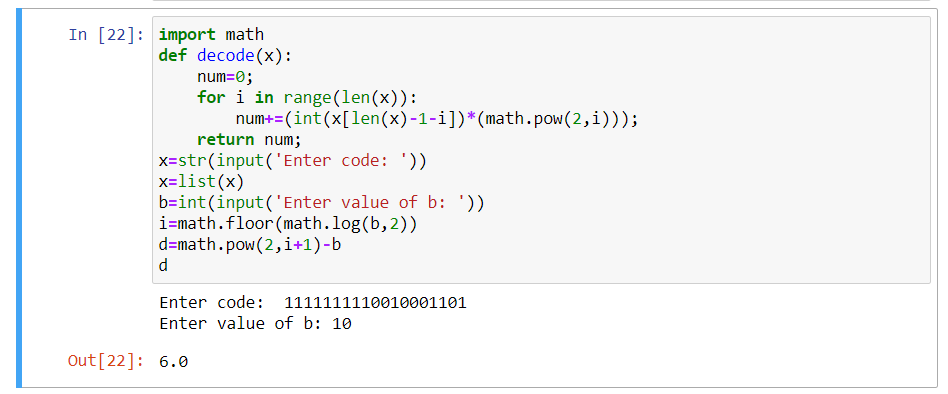 In [22]: import math
def decode(x):
    num=0;
    for i in range(len(x)):
        num+=(int(x[len(x)-1-i])*(math.pow(2,i)));
    return num;
x=str(input('Enter code: '))
x=list(x)
b=int(input('Enter value of b: '))
i=math.floor(math.log(b,2))
d=math.pow(2,i+1)-b
d
Enter code:  1111111110010001101
Enter value of b: 10
Out[22]: 6.0